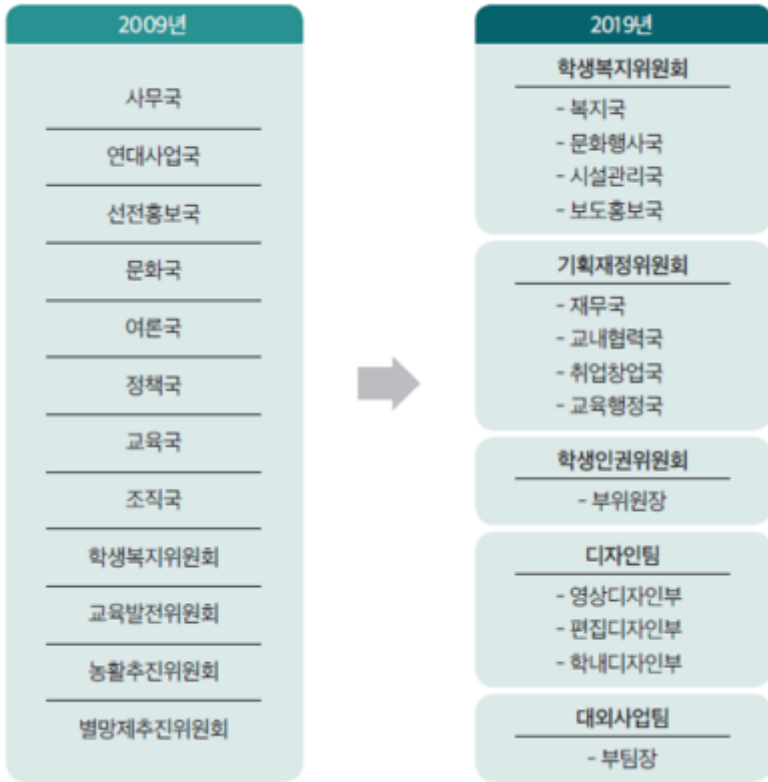 2009년
사무국
연대사업국
선전홍보국
문화국
여론국
정책국
교육국
조직국
학생복지위원회
교육발전위원회
농활추진위원회
별망제추진위원회
2019년
학생복지위원회
- 복지국
- 문화행사국
- 시설관리국
- 보도홍보국
기획재정위원회
- 재무국
- 교내협력국
- 취업창업국
- 교육행정국
학생인권위원회
- 부위원장
디자인팀
- 영상디자인부
- 편집디자인부
- 학내디자인부
대외사업팀
- 부팀장